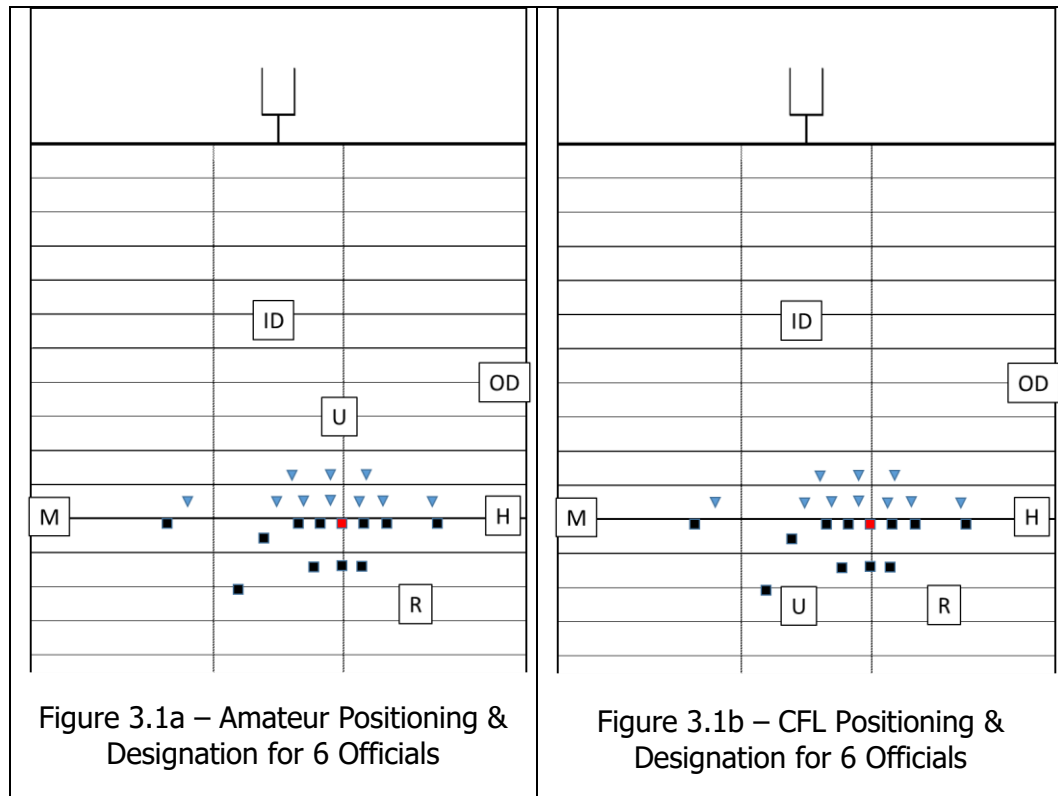 ID
OD
U
M
H
R
Figure 3.1a – Amateur Positioning &
Designation for 6 Officials
ID
OD
M
H
U
R
Figure 3.1b – CFL Positioning &
Designation for 6 Officials